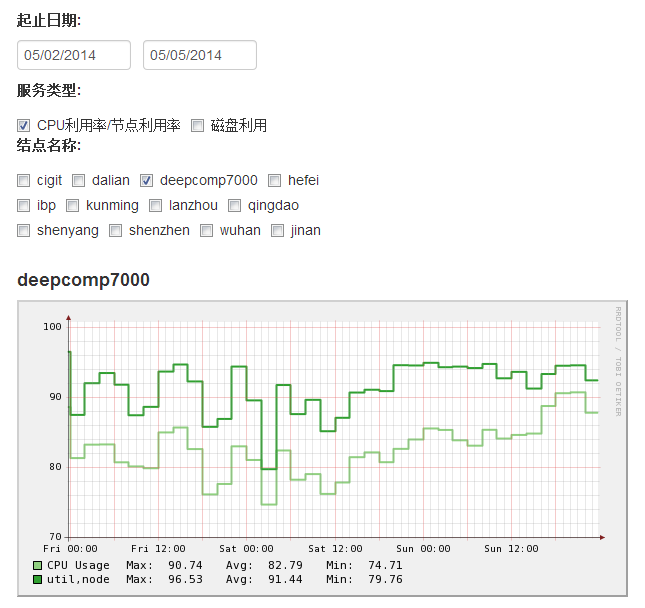 起止日期:
05/02/2014 05/05/2014
服务类型:
CPU利用率/节点利用率 磁盘利用
结点名称:
cigit dalian deepcomp7000 hefei
ibp kunming lanzhou qingdao
shenyang shenzhen wuhan jinan
deepcomp7000
RRDTOOL / TOBI OETIKER
100
90
80
70
Fri 00:00 Fri 12:00 Sat 00:00 Sat 12:00 Sun 00:00 Sun 12:00
CPU Usage Max: 90.74 Avg: 82.79 Min: 74.71
util,node Max: 96.53 Avg: 91.44 Min: 79.76